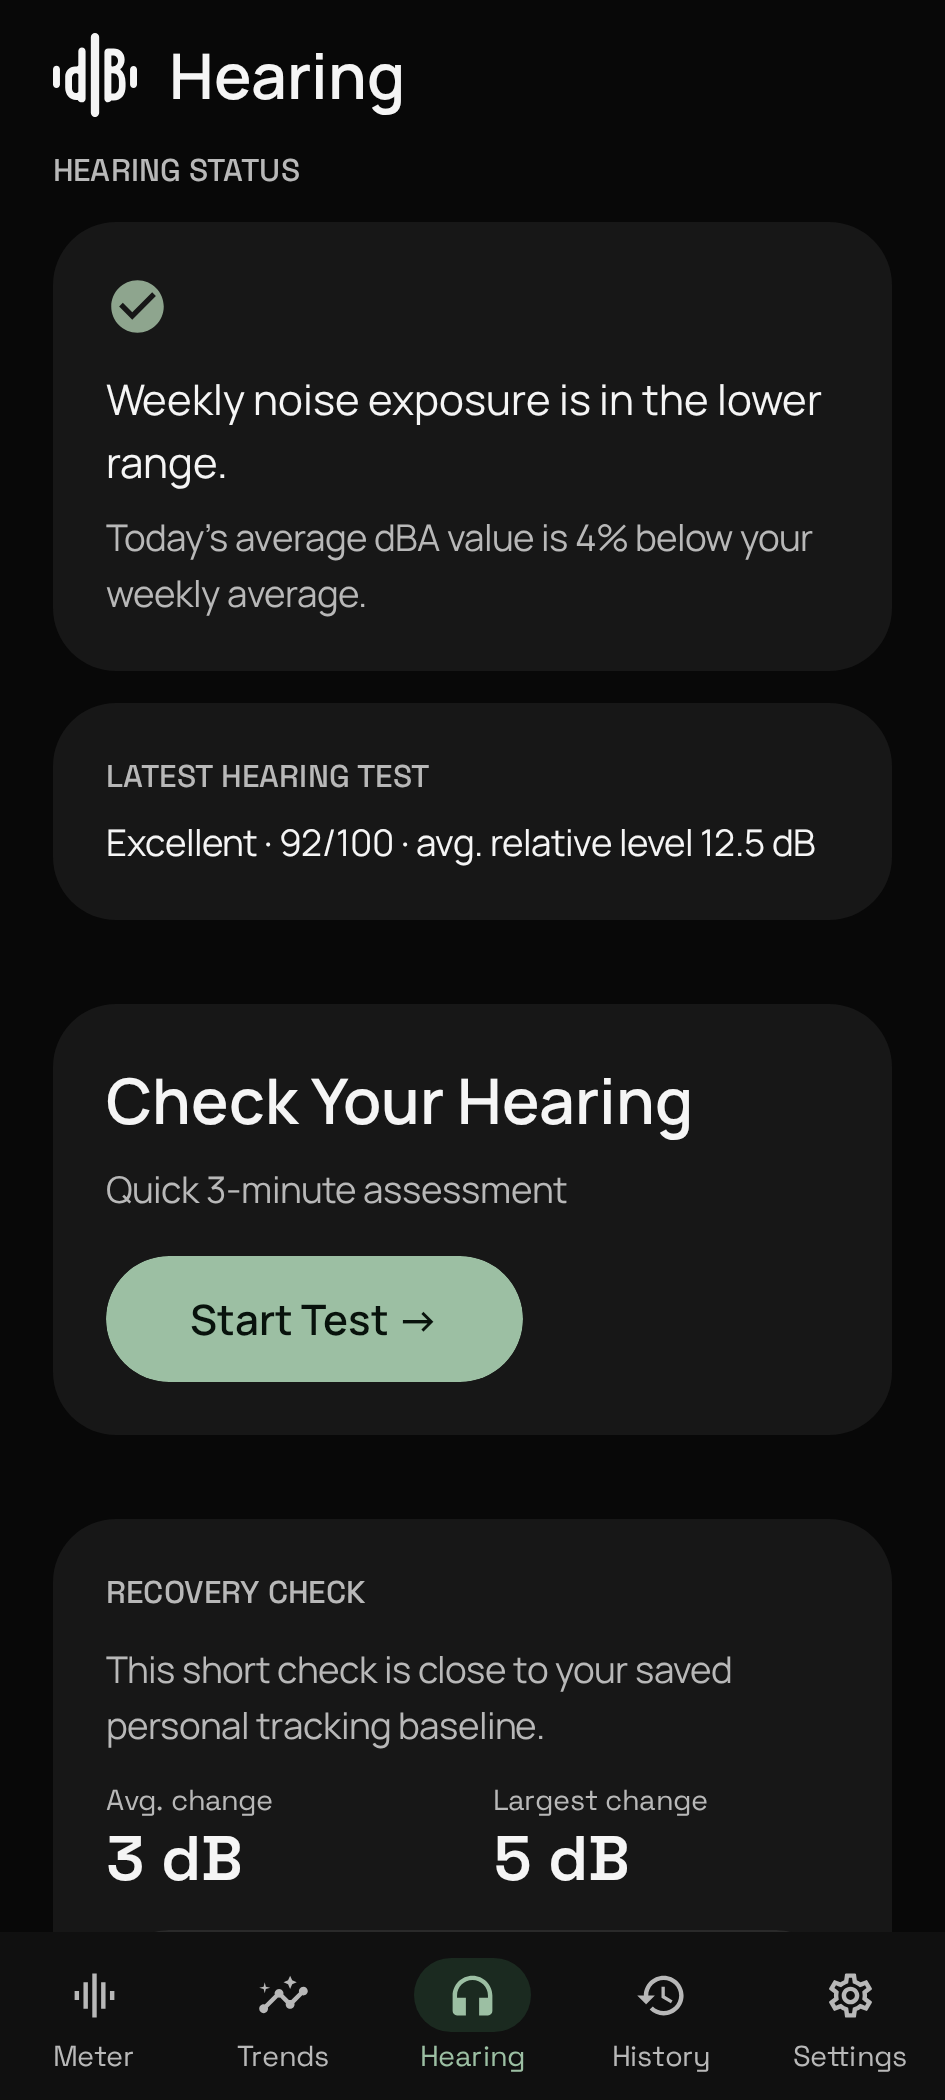 dB Hearing
HEARING STATUS
Weekly noise exposure is in the lower
range.
Today’s average dBA value is 4% below your
weekly average.
LATEST HEARING TEST
Excellent · 92/100 · avg. relative level 12.5 dB
Check Your Hearing
Quick 3-minute assessment
Start Test →
RECOVERY CHECK
This short check is close to your saved
personal tracking baseline.
Avg. change Largest change
3 dB 5 dB
Meter Trends Hearing History Settings